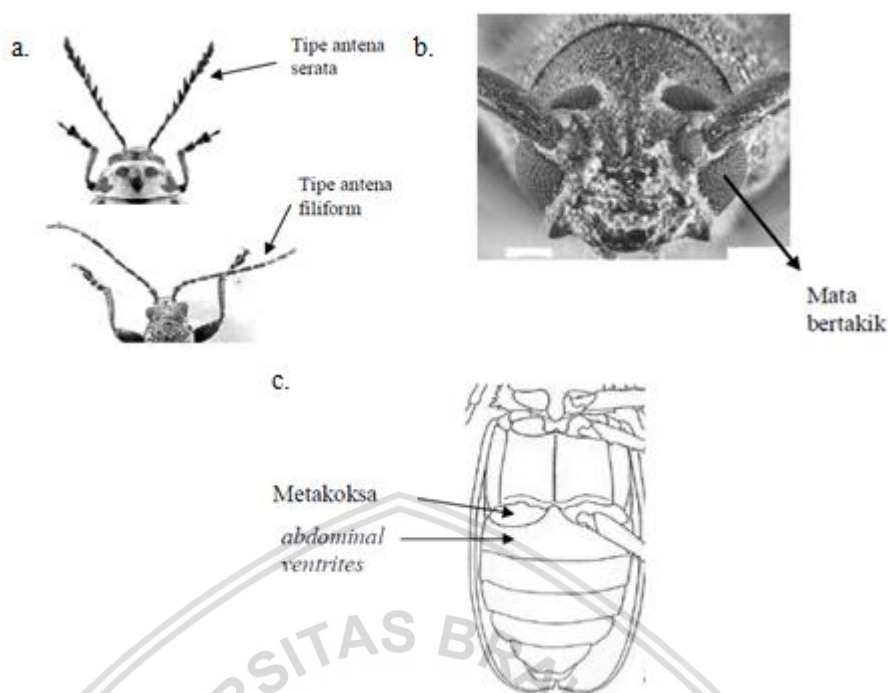 a.
Tipe antena
serata
Tipe antena
filiform
b.
Mata
bertakik
c.
Metakoksa
abdominal
ventrites